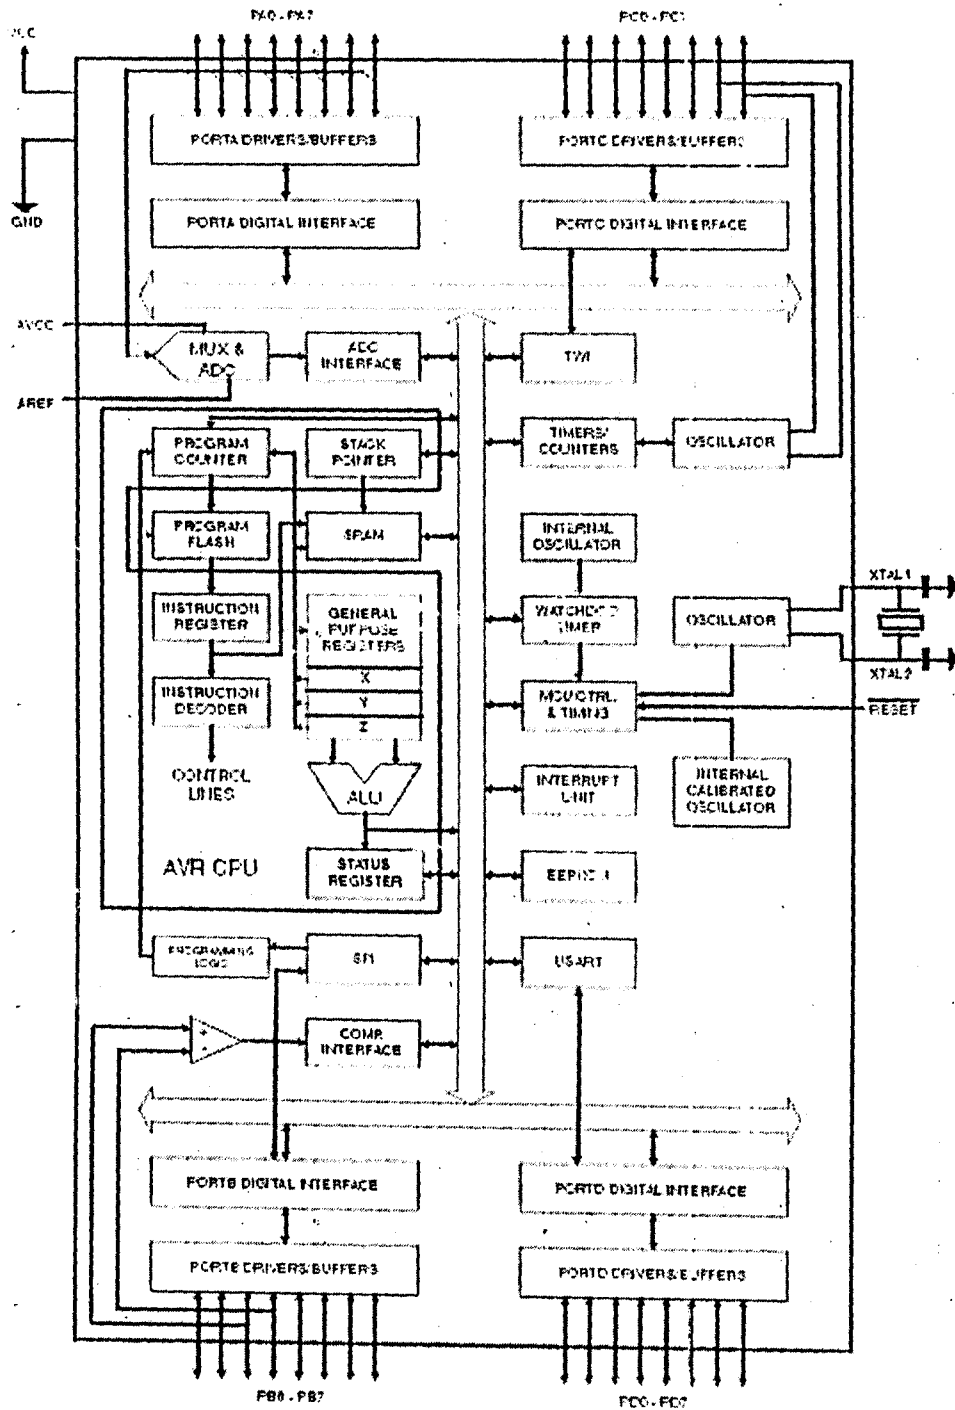 PA0 - PA7
PC0 - PC7
VCC
PORTA DRIVERS/BUFFERS
PORTC DRIVERS/BUFFERS
GND
PORTA DIGITAL INTERFACE
PORTC DIGITAL INTERFACE
AVCC
MUX &
ADC
ADC
INTERFACE
TWI
AREF
PROGRAM
COUNTER
STACK
POINTER
TIMERS/
COUNTERS
OSCILLATOR
PROGRAM
FLASH
SRAM
INTERNAL
OSCILLATOR
XTAL1
INSTRUCTION
REGISTER
GENERAL
PURPOSE
REGISTERS
WATCHDOG
TIMER
OSCILLATOR
X
XTAL2
INSTRUCTION
DECODER
Y
Z
MCU CTRL.
& TIMING
RESET
CONTROL
LINES
ALU
INTERRUPT
UNIT
INTERNAL
CALIBRATED
OSCILLATOR
AVR CPU
STATUS
REGISTER
EEPROM
PROGRAMMING
LOGIC
SPI
USART
+
-
COMP.
INTERFACE
PORTB DIGITAL INTERFACE
PORTD DIGITAL INTERFACE
PORTB DRIVERS/BUFFERS
PORTD DRIVERS/BUFFERS
PB0 - PB7
PD0 - PD7